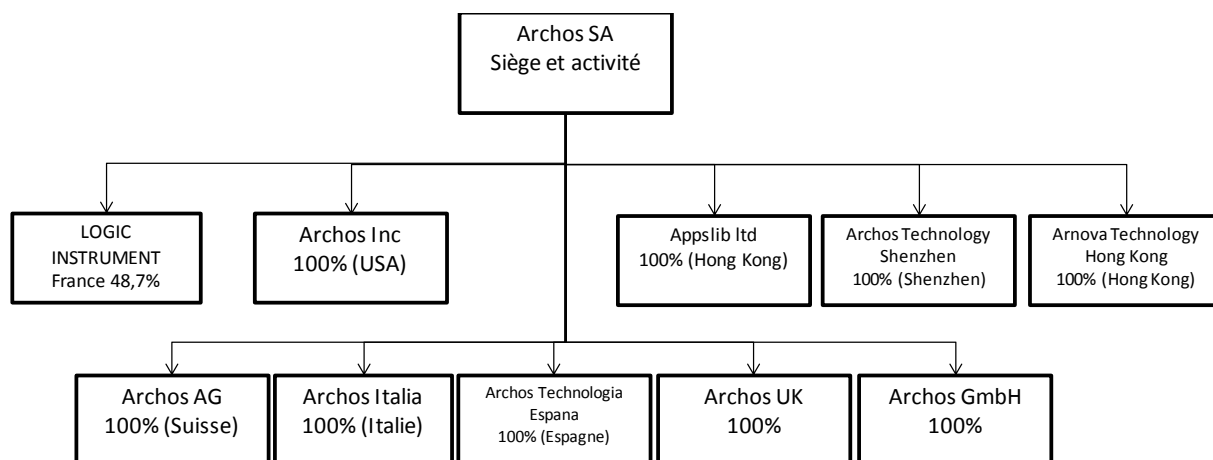 Archos SA
Siège et activité
LOGIC
INSTRUMENT
France 48,7%
Archos Inc
100% (USA)
Appslib ltd
100% (Hong Kong)
Archos Technology
Shenzhen
100% (Shenzhen)
Arnova Technology
Hong Kong
100% (Hong Kong)
Archos AG
100% (Suisse)
Archos Italia
100% (Italie)
Archos Technologia
Espana
100% (Espagne)
Archos UK
100%
Archos GmbH
100%